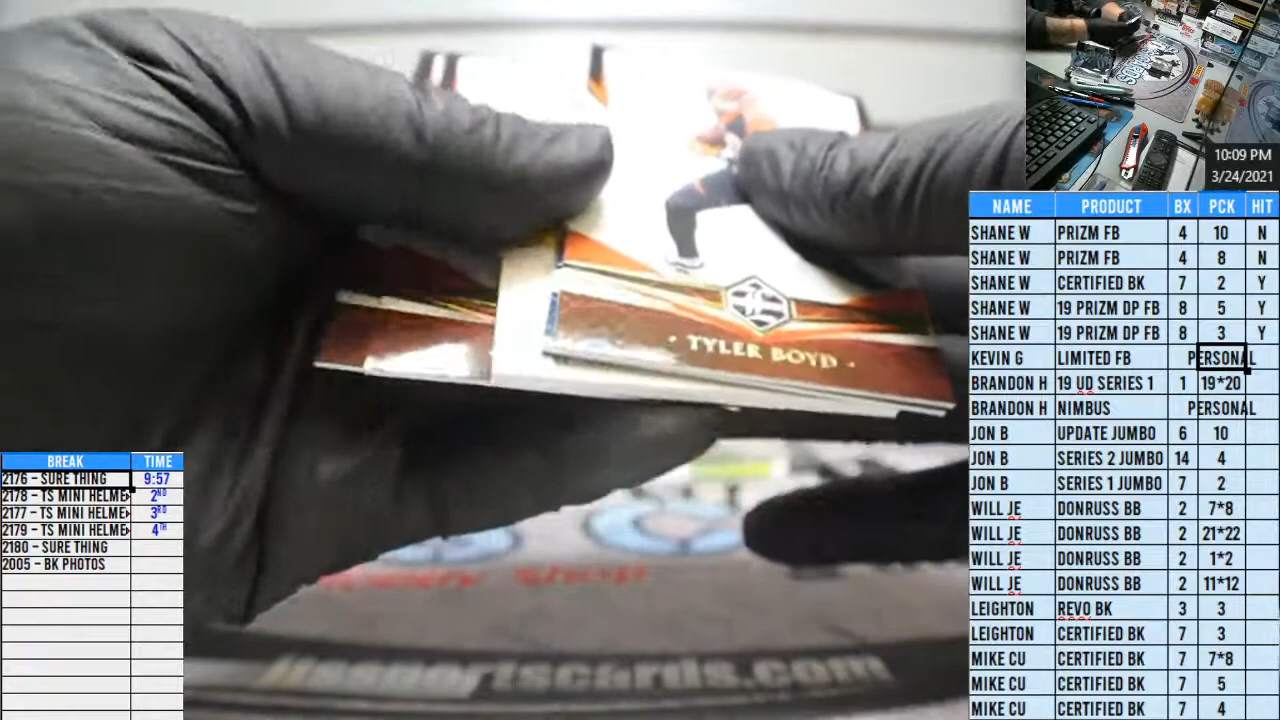 · TYLER BOYD ·
sportscards.com
10:09 PM
3/24/2021
NAME PRODUCT BX PCK HIT
SHANE W PRIZM FB 4 10 N
SHANE W PRIZM FB 4 8 N
SHANE W CERTIFIED BK 7 2 Y
SHANE W 19 PRIZM DP FB 8 5 Y
SHANE W 19 PRIZM DP FB 8 3 Y
KEVIN G LIMITED FB PERSONAL
BRANDON H 19 UD SERIES 1 1 19*20
BRANDON H NIMBUS PERSONAL
JON B UPDATE JUMBO 6 10
JON B SERIES 2 JUMBO 14 4
JON B SERIES 1 JUMBO 7 2
WILL JE DONRUSS BB 2 7*8
WILL JE DONRUSS BB 2 21*22
WILL JE DONRUSS BB 2 1*2
WILL JE DONRUSS BB 2 11*12
LEIGHTON REVO BK 3 3
LEIGHTON CERTIFIED BK 7 3
MIKE CU CERTIFIED BK 7 7*8
MIKE CU CERTIFIED BK 7 5
MIKE CU CERTIFIED BK 7 4
BREAK TIME
2176 – SURE THING 9:57
2178 – TS MINI HELME 2ND
2177 – TS MINI HELME 3RD
2179 – TS MINI HELME 4TH
2180 – SURE THING
2005 – BK PHOTOS